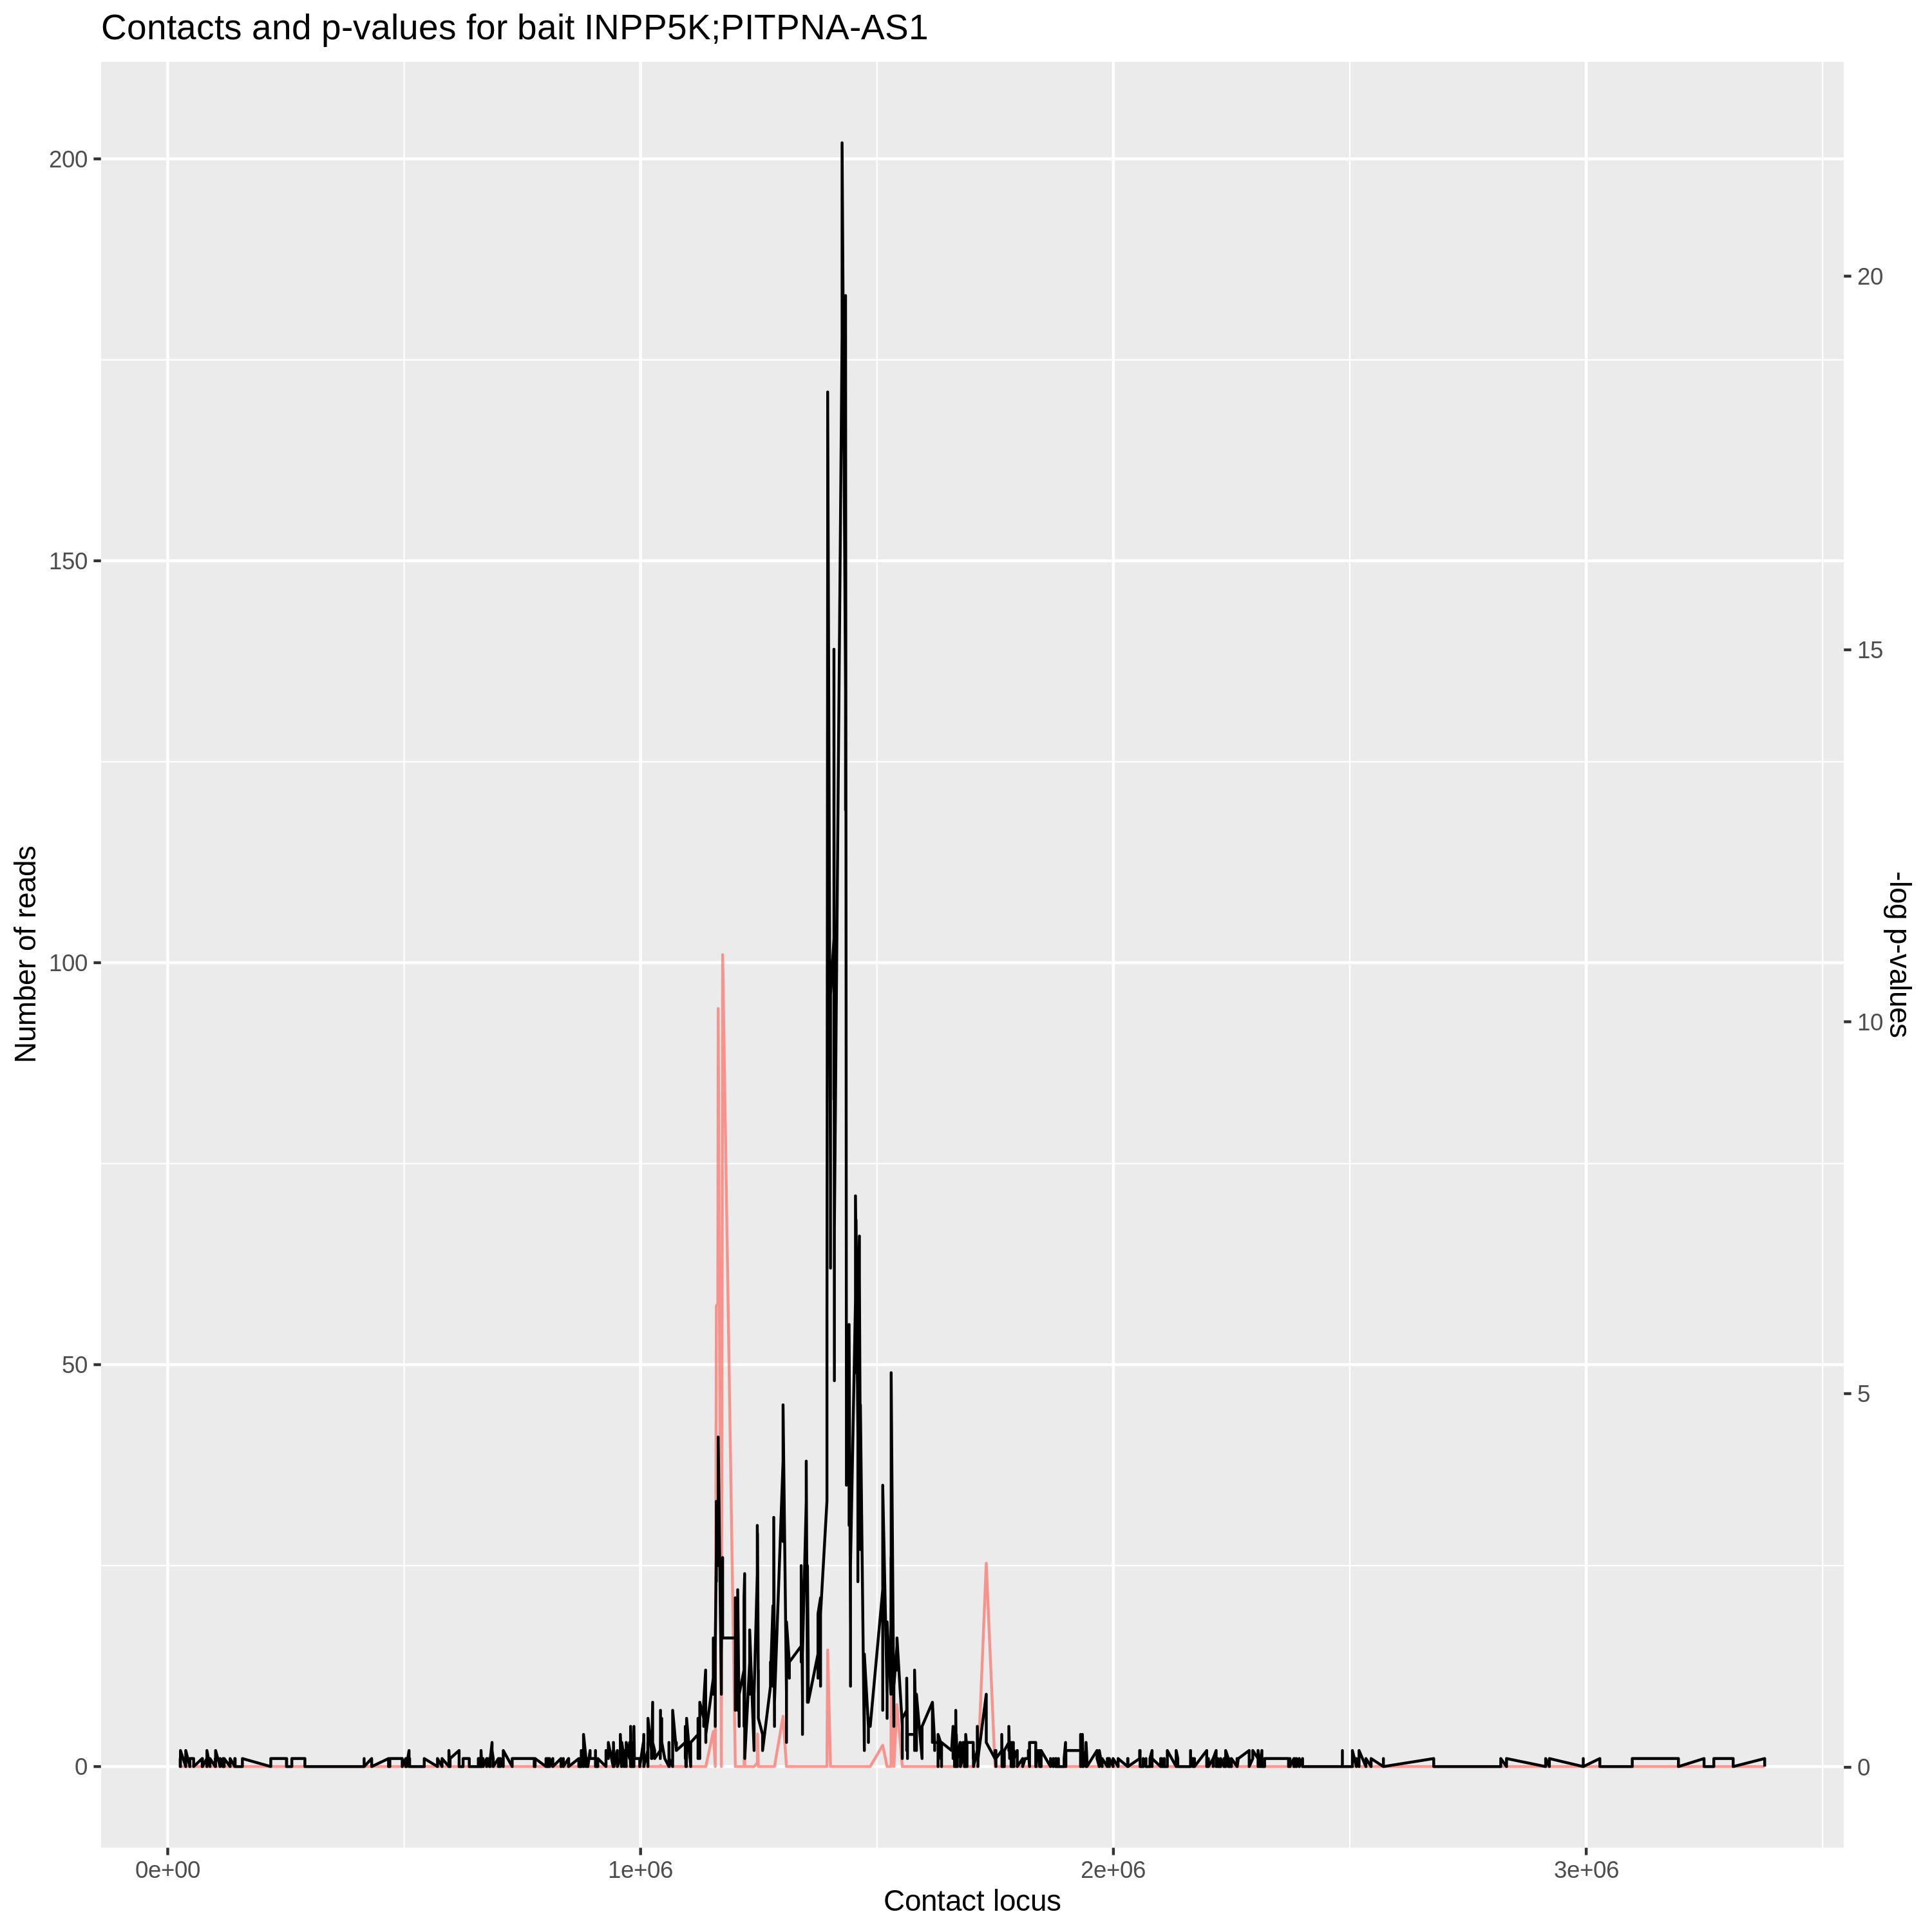 Contacts and p-values for bait INPP5K;PITPNA-AS1
200
150
100
50
0
Number of reads
20
15
10
5
0
-log p-values
0e+00 1e+06 2e+06 3e+06
Contact locus